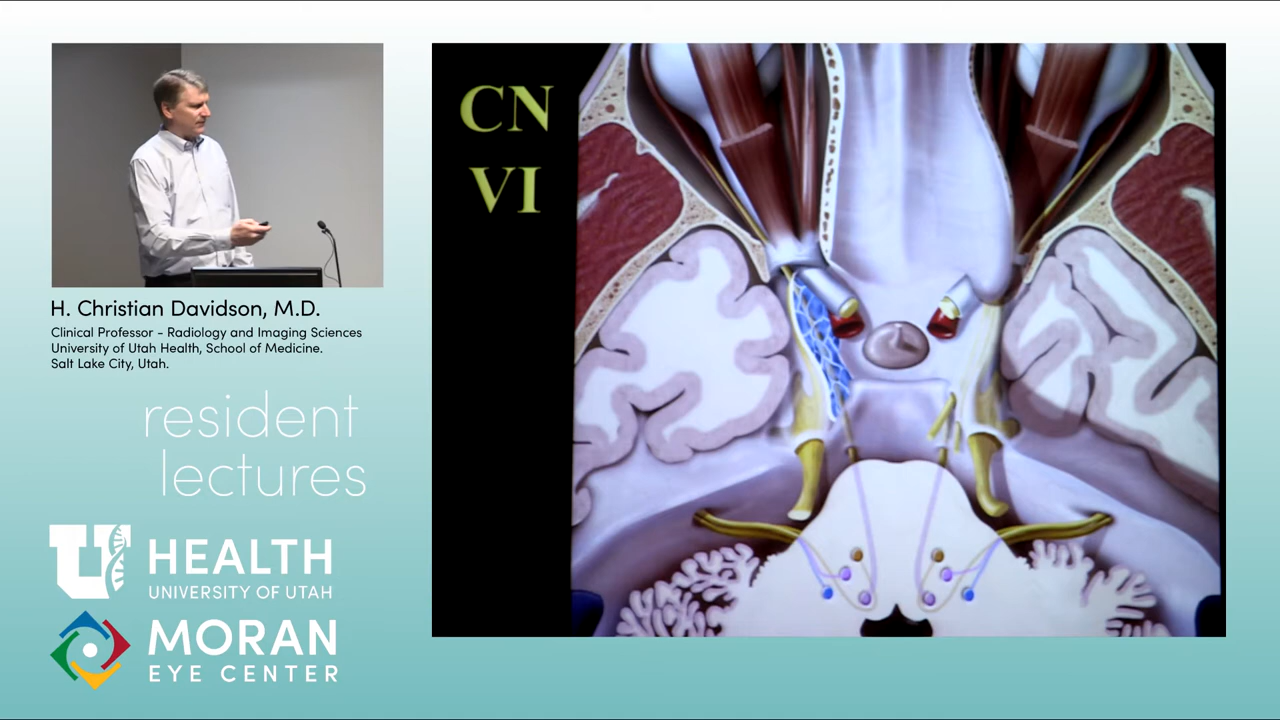 CN
VI
H. Christian Davidson, M.D.
Clinical Professor - Radiology and Imaging Sciences
University of Utah Health, School of Medicine.
Salt Lake City, Utah.
resident
lectures
U HEALTH
UNIVERSITY OF UTAH
MORAN
EYE CENTER